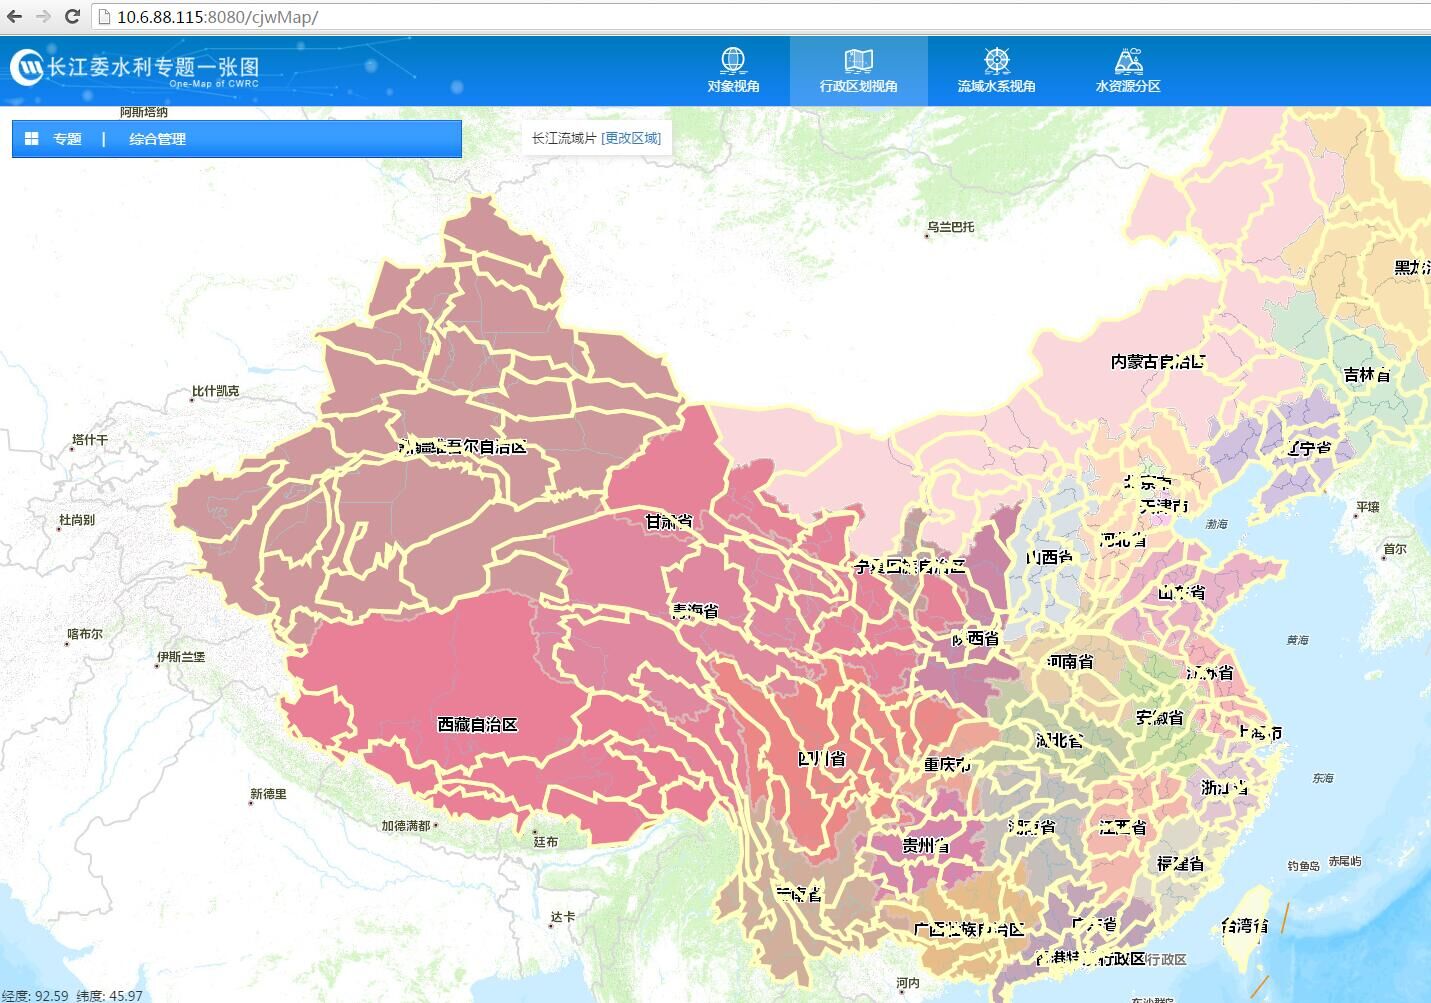 10.6.88.115:8080/cjwMap/
长江委水利专题一张图
One-Map of CWRC
对象视角
行政区划视角
流域水系视角
水资源分区
阿斯塔纳
专题 | 综合管理
长江流域片 [更改区域]
乌兰巴托
黑龙
内蒙古自治区
吉林省
比什凯克
塔什干
新疆维吾尔自治区
辽宁省
北京市
天津市
平壤
杜尚别
甘肃省
渤海
河北省
首尔
宁夏回族自治区
山西省
山东省
青海省
喀布尔
陕西省
黄海
伊斯兰堡
河南省
江苏省
西藏自治区
安徽省
湖北省
上海市
四川省
重庆市
东海
新德里
浙江省
加德满都
廷布
湖南省
江西省
贵州省
福建省
钓鱼岛
赤尾屿
云南省
达卡
广西壮族自治区
广东省
台湾省
香港特别行政区
行政区
河内
东沙群岛
经度: 92.59 纬度: 45.97